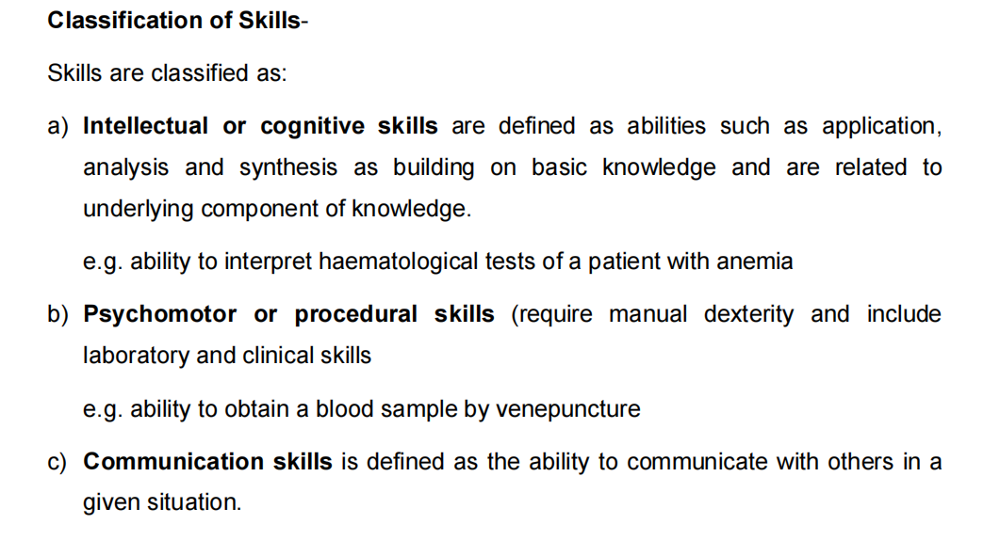 Classification of Skills-
Skills are classified as:
a) Intellectual or cognitive skills are defined as abilities such as application,
analysis and synthesis as building on basic knowledge and are related to
underlying component of knowledge.
e.g. ability to interpret haematological tests of a patient with anemia
b) Psychomotor or procedural skills (require manual dexterity and include
laboratory and clinical skills
e.g. ability to obtain a blood sample by venepuncture
c) Communication skills is defined as the ability to communicate with others in a
given situation.